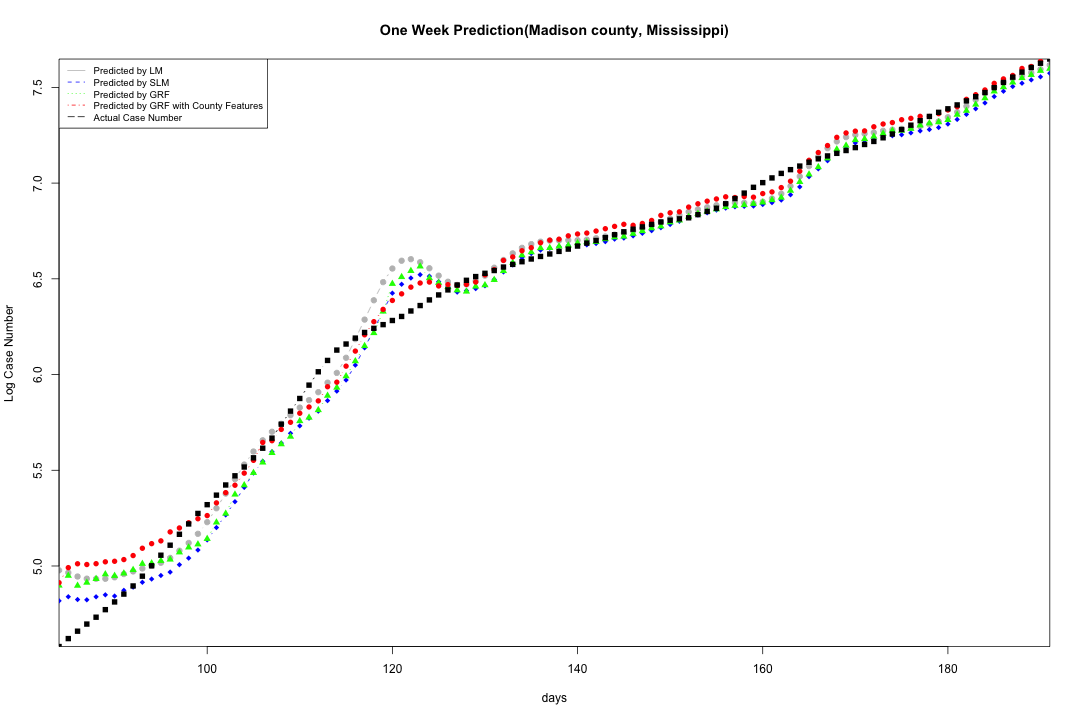 One Week Prediction(Madison county, Mississippi)
Predicted by LM
Predicted by SLM
Predicted by GRF
Predicted by GRF with County Features
Actual Case Number
7.5
7.0
6.5
6.0
5.5
5.0
Log Case Number
100 120 140 160 180
days